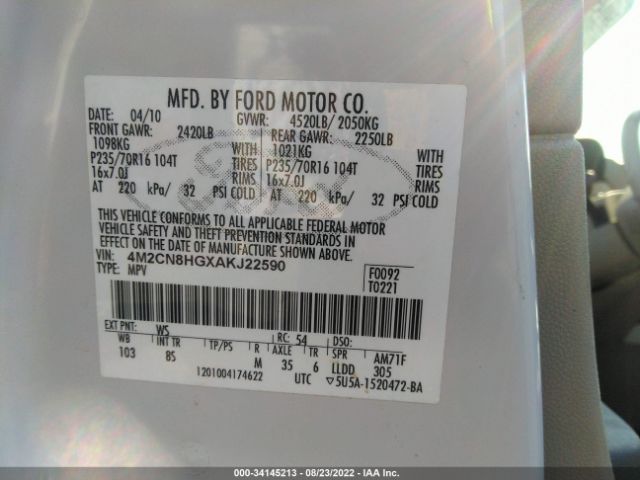 MFD. BY FORD MOTOR CO.
DATE: 04/10 GVWR: 4520LB/ 2050KG
FRONT GAWR: 2420LB REAR GAWR: 2250LB
1098KG WITH 1021KG WITH
P235/70R16 104T TIRES P235/70R16 104T TIRES
16x7.0J RIMS 16x7.0J RIMS
AT 220 kPa/ 32 PSI COLD AT 220 kPa/ 32 PSI COLD
THIS VEHICLE CONFORMS TO ALL APPLICABLE FEDERAL MOTOR
VEHICLE SAFETY AND THEFT PREVENTION STANDARDS IN
EFFECT ON THE DATE OF MANUFACTURE SHOWN ABOVE.
VIN: 4M2CN8HGXAKJ22590
TYPE: MPV
F0092
T0221
EXT PNT: WS RC: 54 DSO:
WB INT TR TP/PS R AXLE TR SPR AM71F
103 8S M 35 6 LLDD 305
1201004174622 UTC ▽5U5A-1520472-BA
000-34145213 - 08/23/2022 - IAA Inc.